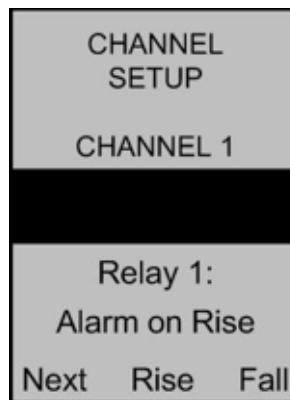 CHANNEL
SETUP
CHANNEL 1
Relay 1:
Alarm on Rise
Next Rise Fall